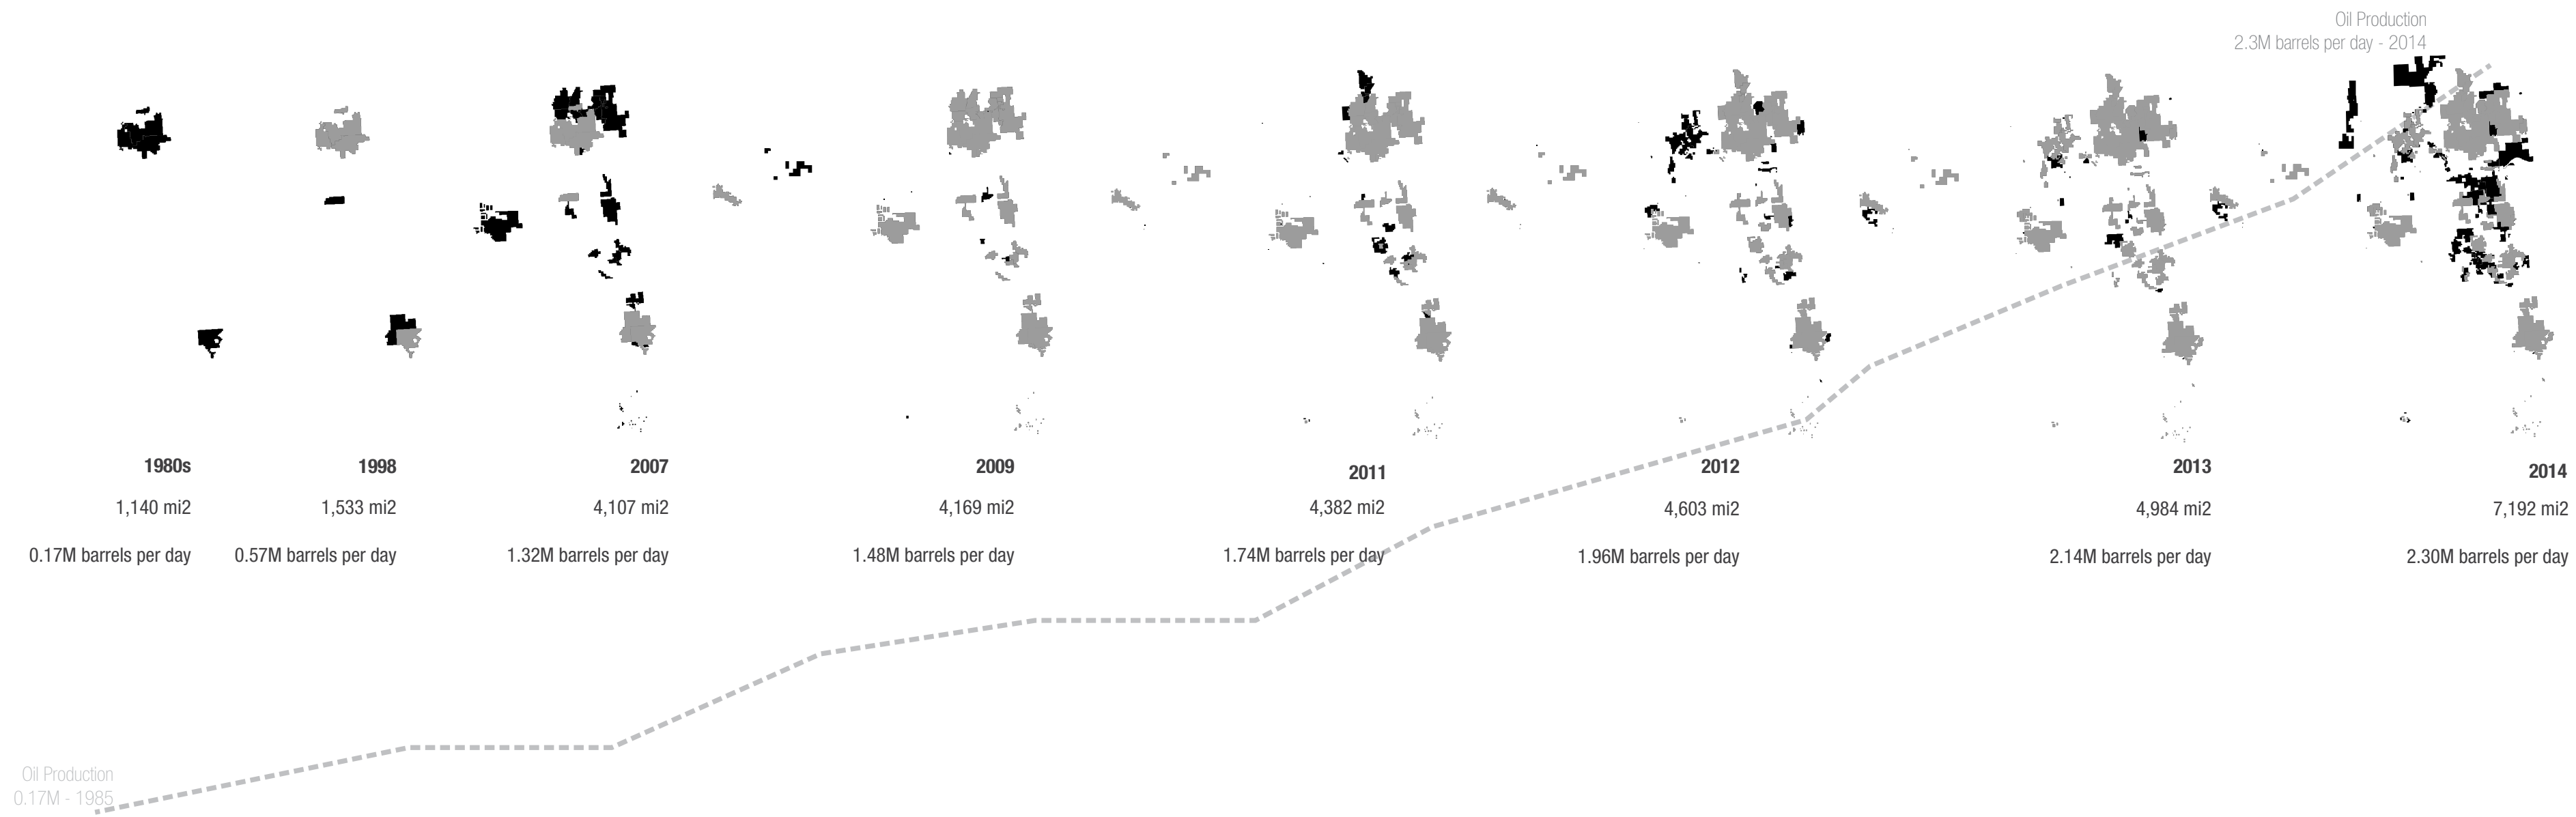 Oil Production
2.3M barrels per day - 2014
1980s
1,140 mi2
0.17M barrels per day
1998
1,533 mi2
0.57M barrels per day
2007
4,107 mi2
1.32M barrels per day
2009
4,169 mi2
1.48M barrels per day
2011
4,382 mi2
1.74M barrels per day
2012
4,603 mi2
1.96M barrels per day
2013
4,984 mi2
2.14M barrels per day
2014
7,192 mi2
2.30M barrels per day
Oil Production
0.17M - 1985